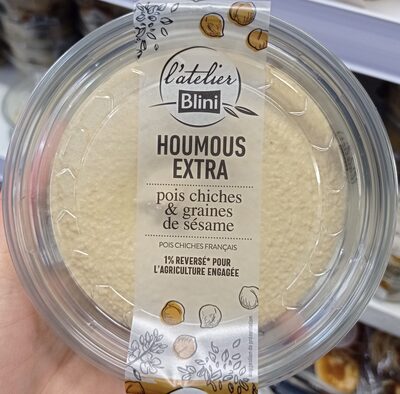 l'atelier
Blini
HOUMOUS
EXTRA
pois chiches
& graines
de sésame
POIS CHICHES FRANÇAIS
1% REVERSÉ* POUR
L'AGRICULTURE ENGAGÉE